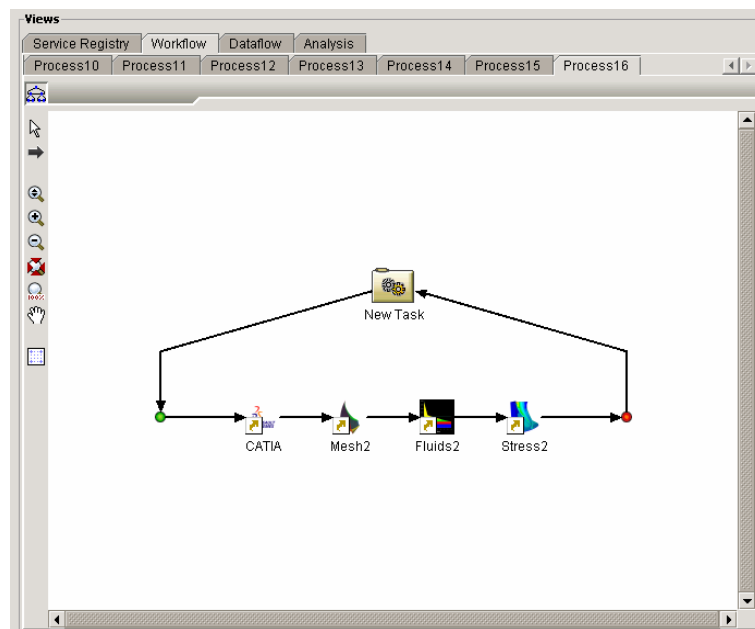 Views
Service Registry Workflow Dataflow Analysis
Process10 Process11 Process12 Process13 Process14 Process15 Process16
100%
New Task
CATIA Mesh2 Fluids2 Stress2